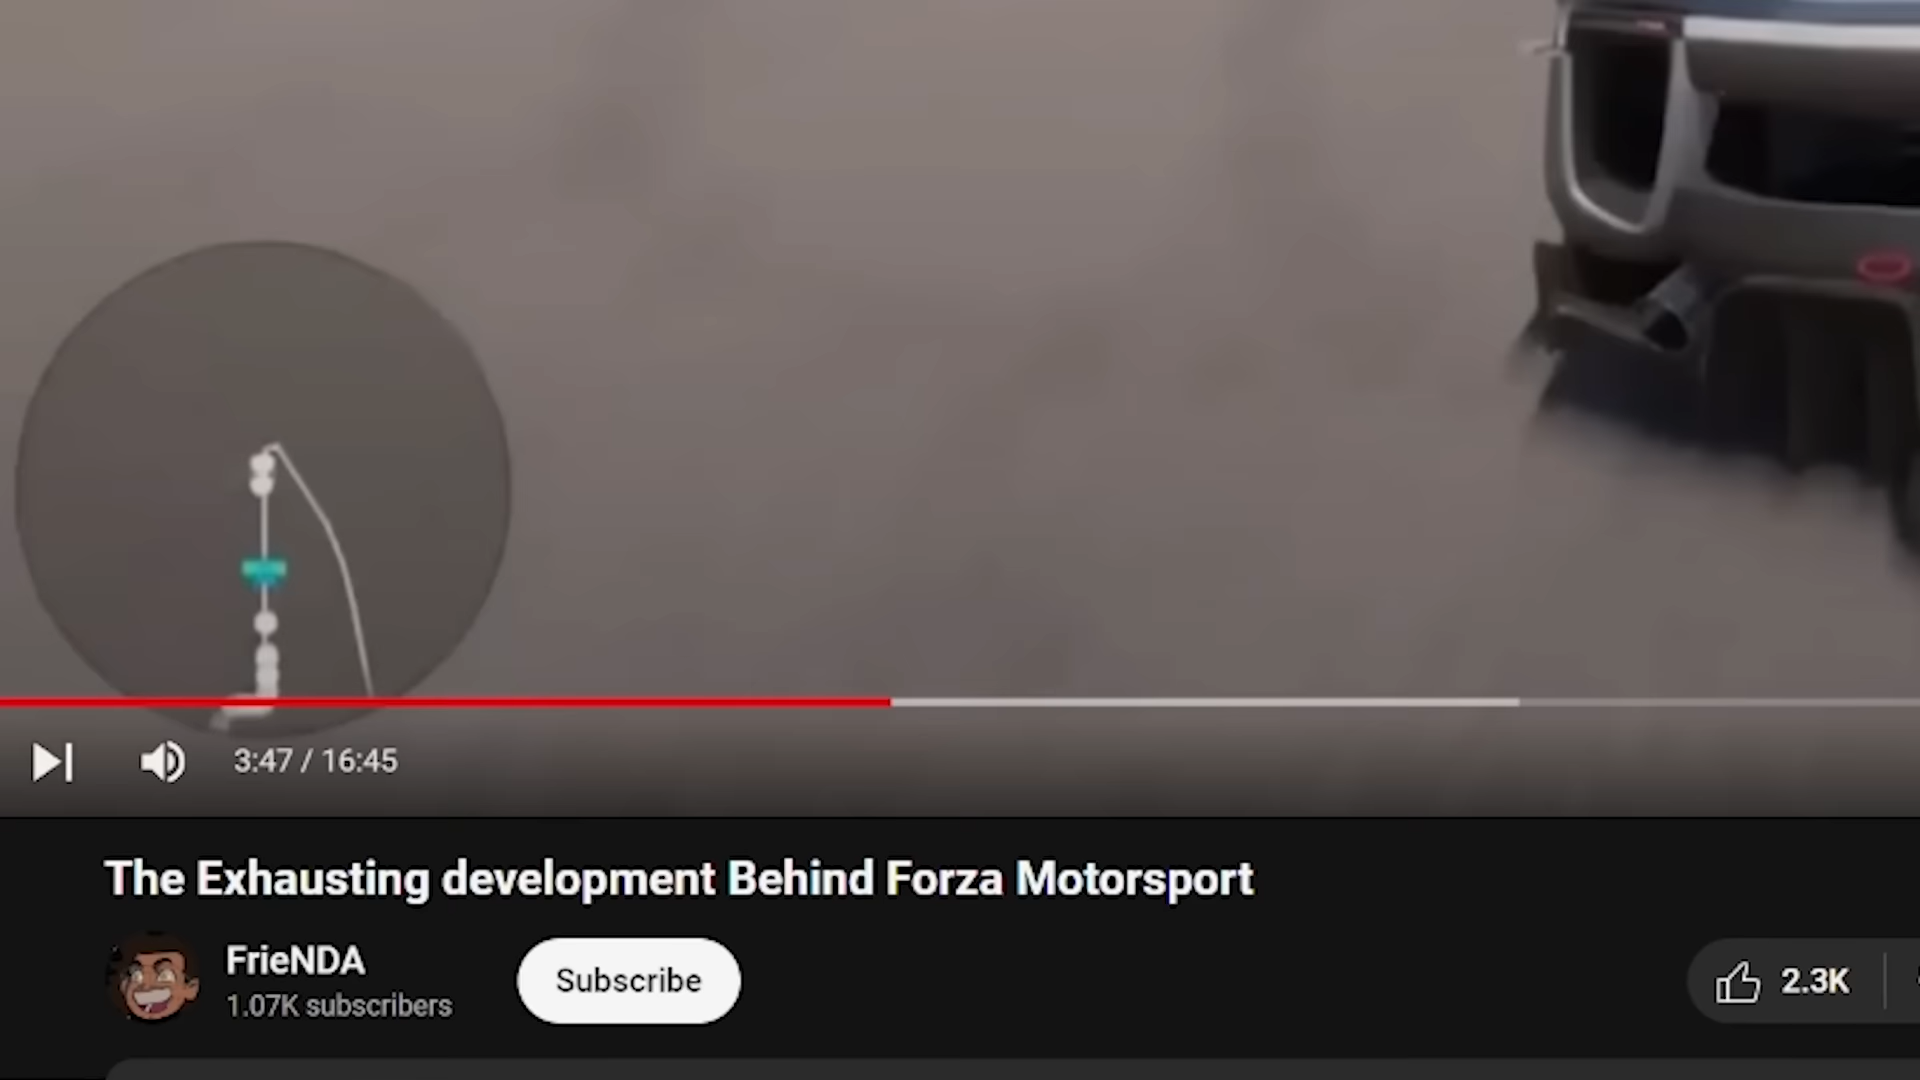 3:47 / 16:45
The Exhausting development Behind Forza Motorsport
FrieNDA
1.07K subscribers
Subscribe
2.3K